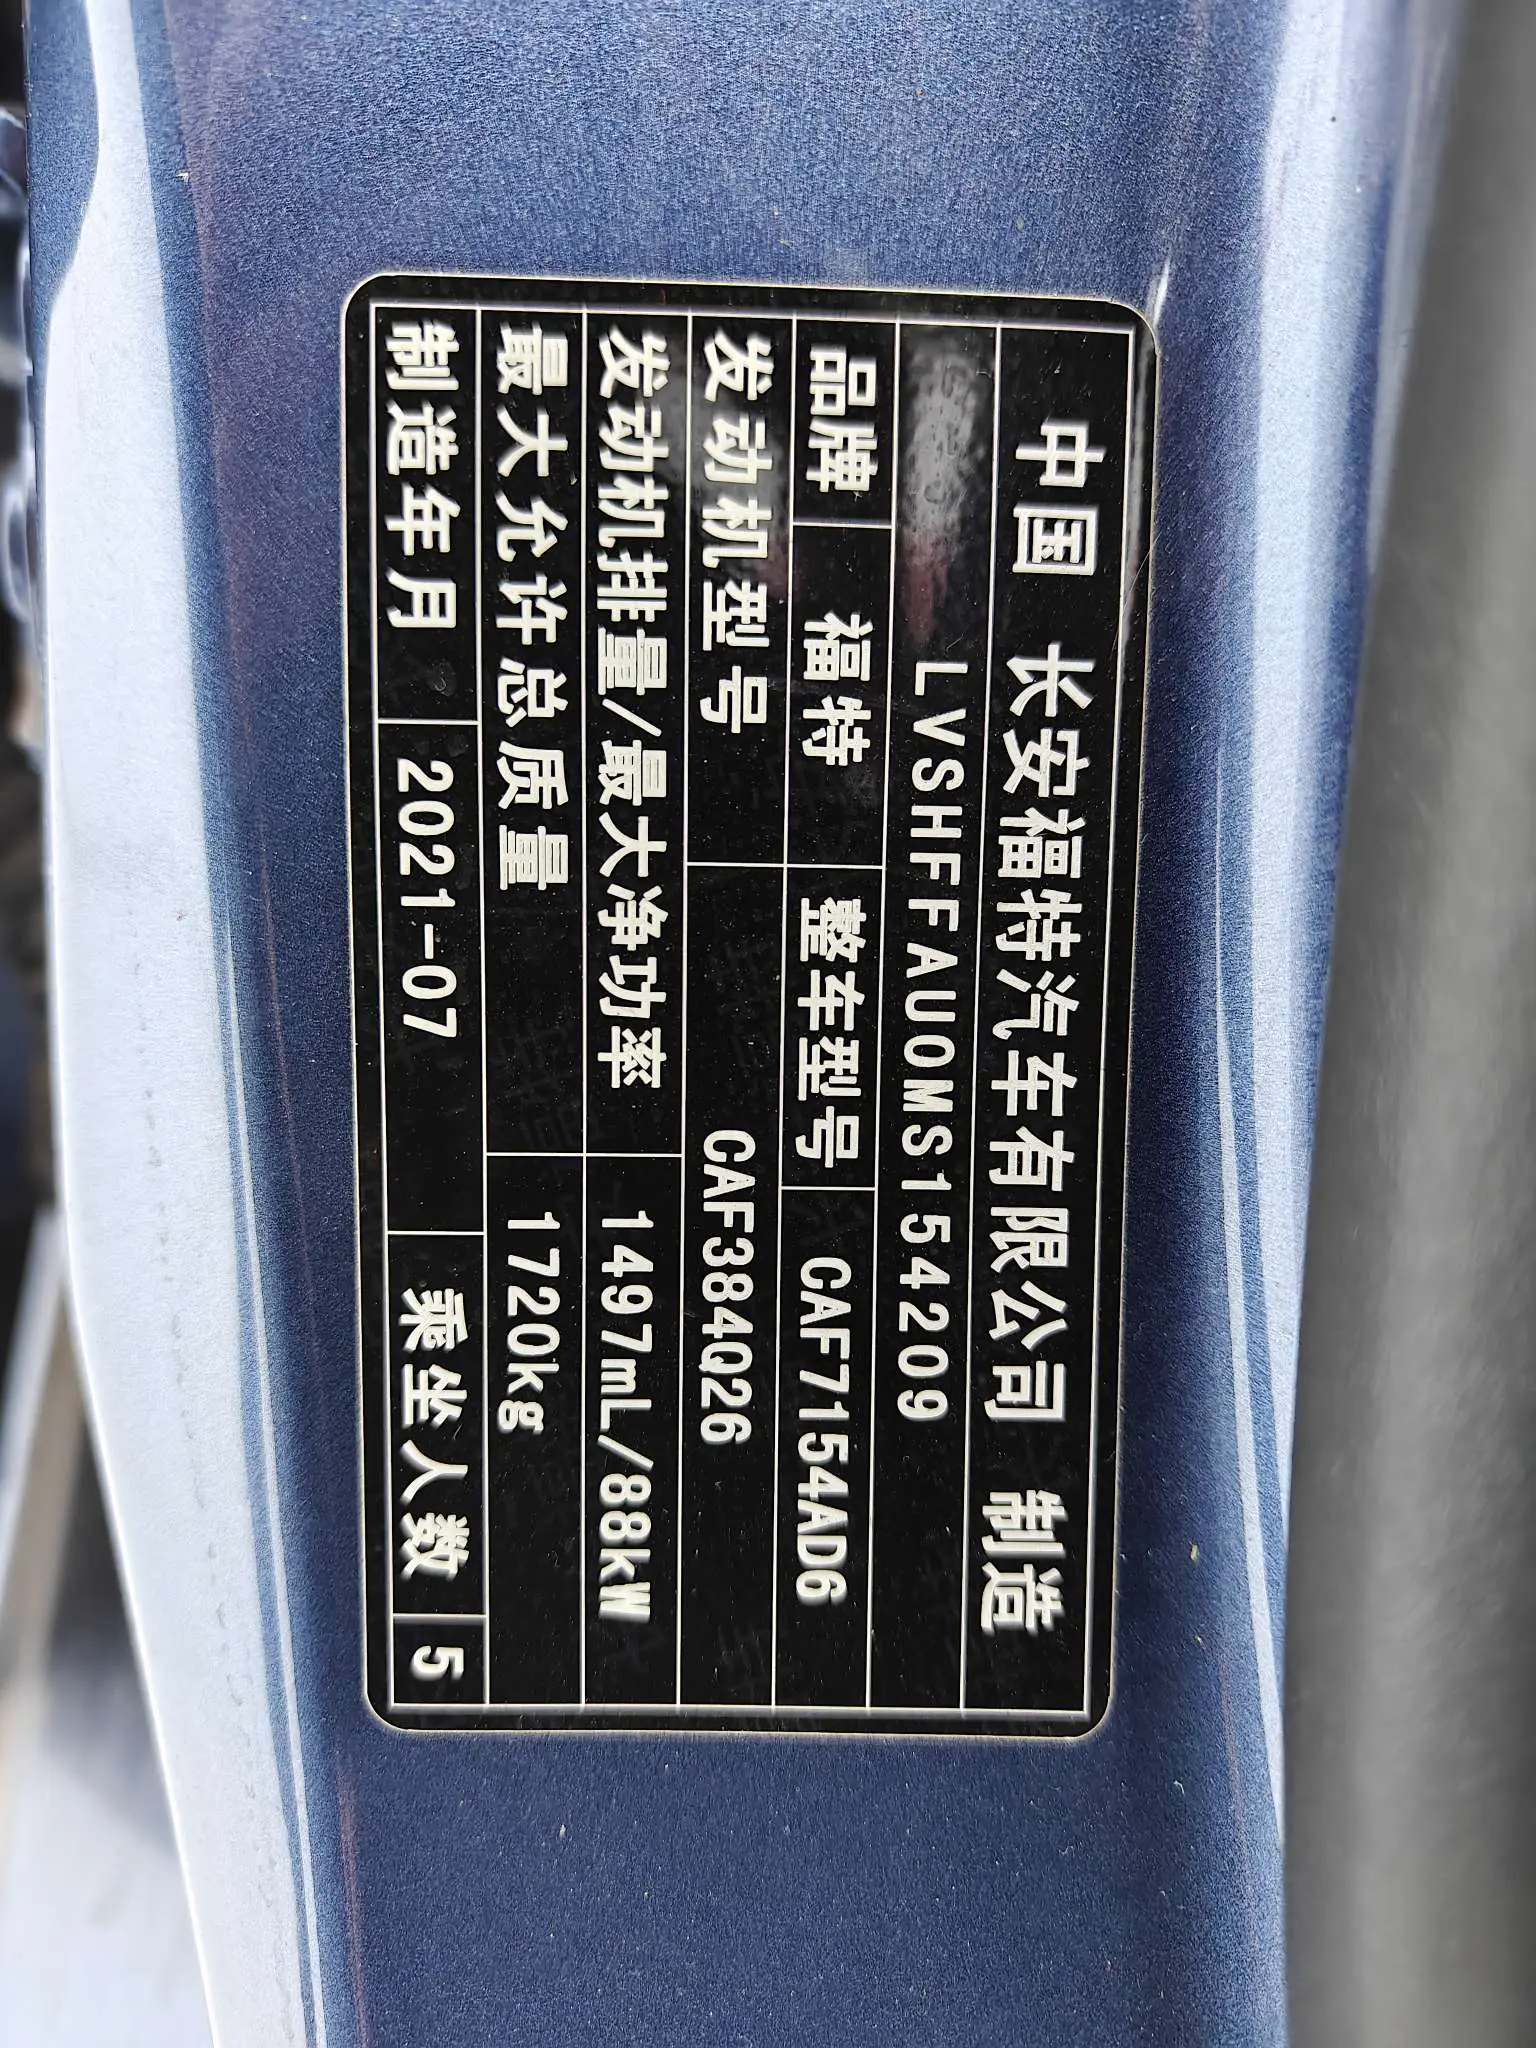 中国 长安福特汽车有限公司 制造
LVSHFFAU0MS154209
品牌 福特 整车型号 CAF7154AD6
发动机型号 CAF384Q26
发动机排量/最大净功率 1497mL/88kW
最大允许总质量 1720kg
制造年月 2021-07 乘坐人数 5